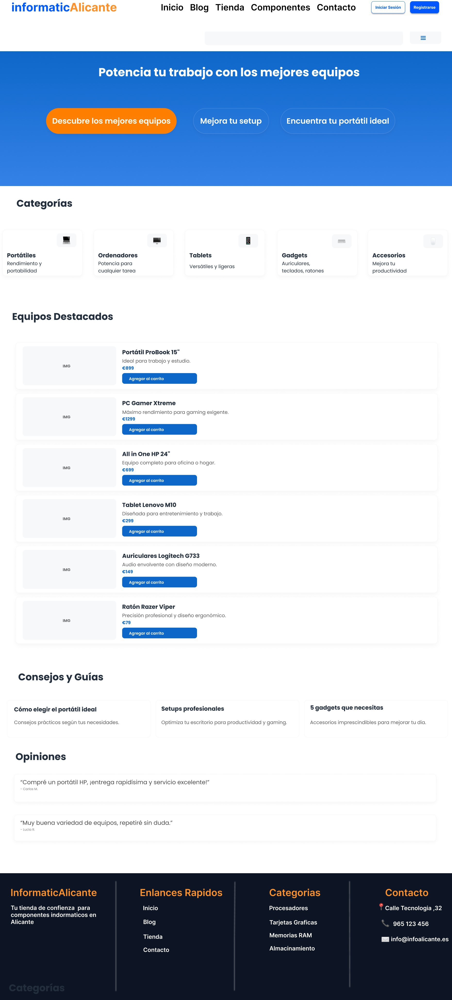 informaticAlicante
Inicio Blog Tienda Componentes Contacto
Iniciar Sesión
Registrarse
Potencia tu trabajo con los mejores equipos
Descubre los mejores equipos
Mejora tu setup
Encuentra tu portátil ideal
Categorías
Portátiles
Rendimiento y
portabilidad
Ordenadores
Potencia para
cualquier tarea
Tablets
Versátiles y ligeras
Gadgets
Auriculares,
teclados, ratones
Accesorios
Mejora tu
productividad
Equipos Destacados
IMG
Portátil ProBook 15"
Ideal para trabajo y estudio.
€899
Agregar al carrito
IMG
PC Gamer Xtreme
Máximo rendimiento para gaming exigente.
€1299
Agregar al carrito
IMG
All in One HP 24"
Equipo completo para oficina o hogar.
€699
Agregar al carrito
IMG
Tablet Lenovo M10
Diseñada para entretenimiento y trabajo.
€299
Agregar al carrito
IMG
Auriculares Logitech G733
Audio envolvente con diseño moderno.
€149
Agregar al carrito
IMG
Ratón Razer Viper
Precisión profesional y diseño ergonómico.
€79
Agregar al carrito
Consejos y Guías
Cómo elegir el portátil ideal
Consejos prácticos según tus necesidades.
Setups profesionales
Optimiza tu escritorio para productividad y gaming.
5 gadgets que necesitas
Accesorios imprescindibles para mejorar tu día.
Opiniones
“Compré un portátil HP, ¡entrega rapidísima y servicio excelente!”
- Carlos M.
“Muy buena variedad de equipos, repetiré sin duda.”
- Lucia R.
InformaticAlicante
Tu tienda de confienza para
componentes indormaticos en
Alicante
Enlances Rapidos
Inicio
Blog
Tienda
Contacto
Categorias
Procesadores
Tarjetas Graficas
Memorias RAM
Almacinamiento
Contacto
Calle Tecnologia ,32
965 123 456
info@infoalicante.es
Categorías